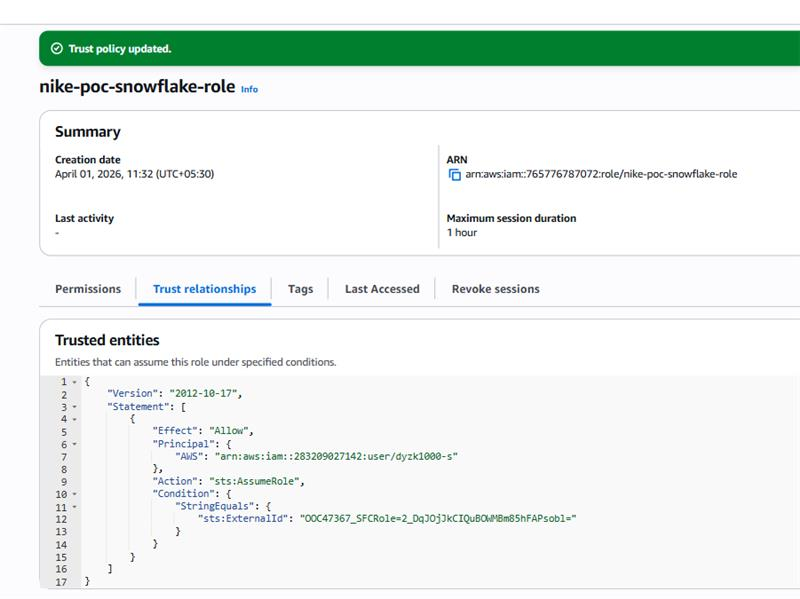 Trust policy updated.
nike-poc-snowflake-role Info
Summary
Creation date
April 01, 2026, 11:32 (UTC+05:30)
ARN
arn:aws:iam::765776787072:role/nike-poc-snowflake-role
Last activity
-
Maximum session duration
1 hour
Permissions Trust relationships Tags Last Accessed Revoke sessions
Trusted entities
Entities that can assume this role under specified conditions.
1 {
2 "Version": "2012-10-17",
3 "Statement": [
4 {
5 "Effect": "Allow",
6 "Principal": {
7 "AWS": "arn:aws:iam::283209027142:user/dyzk1000-s"
8 },
9 "Action": "sts:AssumeRole",
10 "Condition": {
11 "StringEquals": {
12 "sts:ExternalId": "OOC47367_SFCRole=2_DqJOjJkCIQuBOWMBm85hFAPsobl="
13 }
14 }
15 }
16 ]
17 }